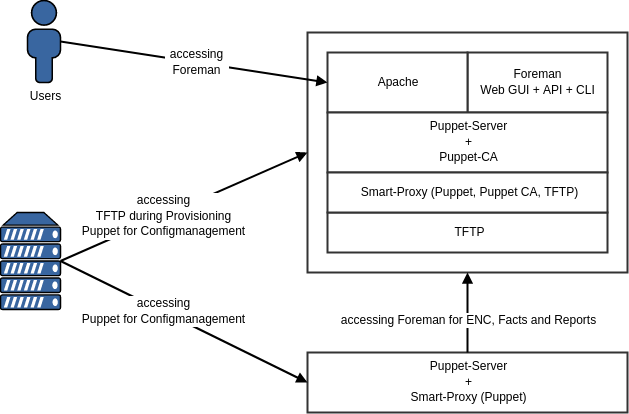 Users
accessing
Foreman
Apache
Foreman
Web GUI + API + CLI
Puppet-Server
+
Puppet-CA
Smart-Proxy (Puppet, Puppet CA, TFTP)
TFTP
accessing
TFTP during Provisioning
Puppet for Configmanagement
accessing
Puppet for Configmanagement
accessing Foreman for ENC, Facts and Reports
Puppet-Server
+
Smart-Proxy (Puppet)